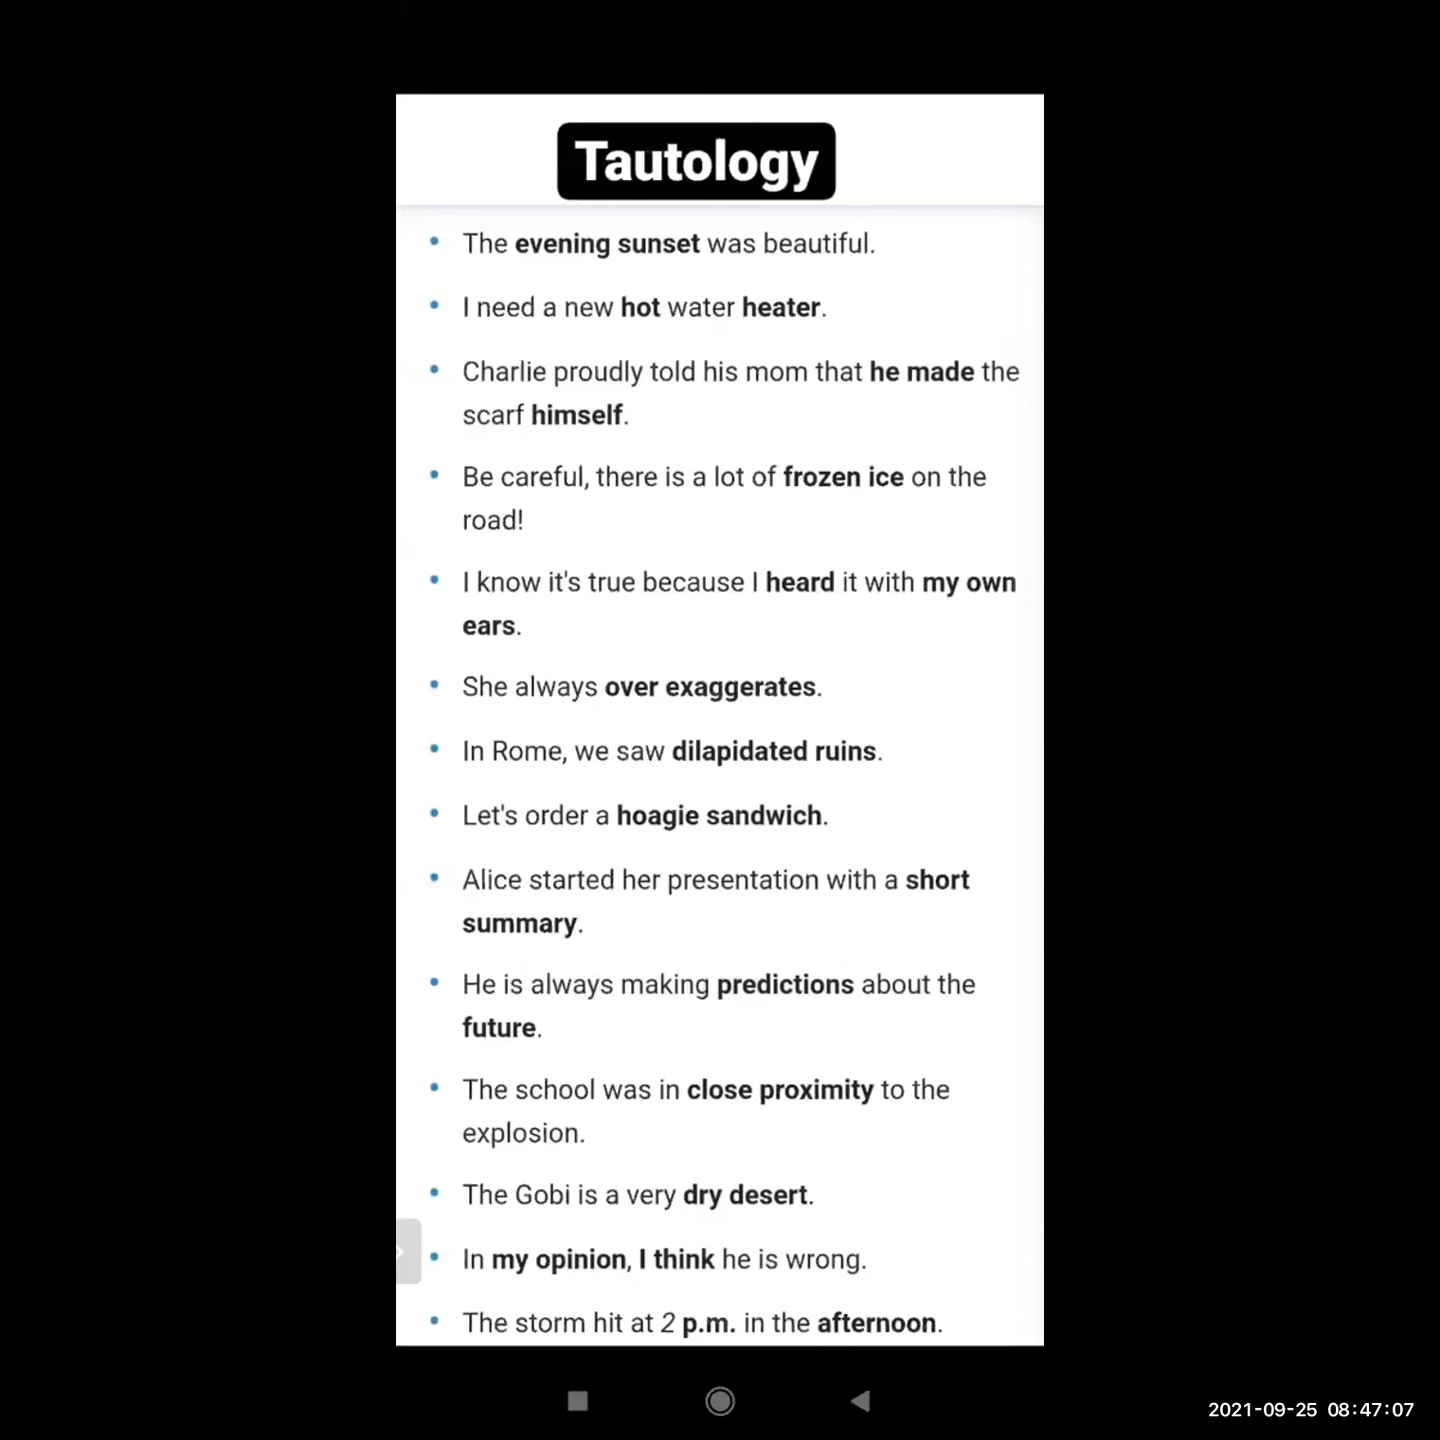 Tautology
• The evening sunset was beautiful.
• I need a new hot water heater.
• Charlie proudly told his mom that he made the
scarf himself.
• Be careful, there is a lot of frozen ice on the
road!
• I know it's true because I heard it with my own
ears.
• She always over exaggerates.
• In Rome, we saw dilapidated ruins.
• Let's order a hoagie sandwich.
• Alice started her presentation with a short
summary.
• He is always making predictions about the
future.
• The school was in close proximity to the
explosion.
• The Gobi is a very dry desert.
• In my opinion, I think he is wrong.
• The storm hit at 2 p.m. in the afternoon.
2021-09-25 08:47:07